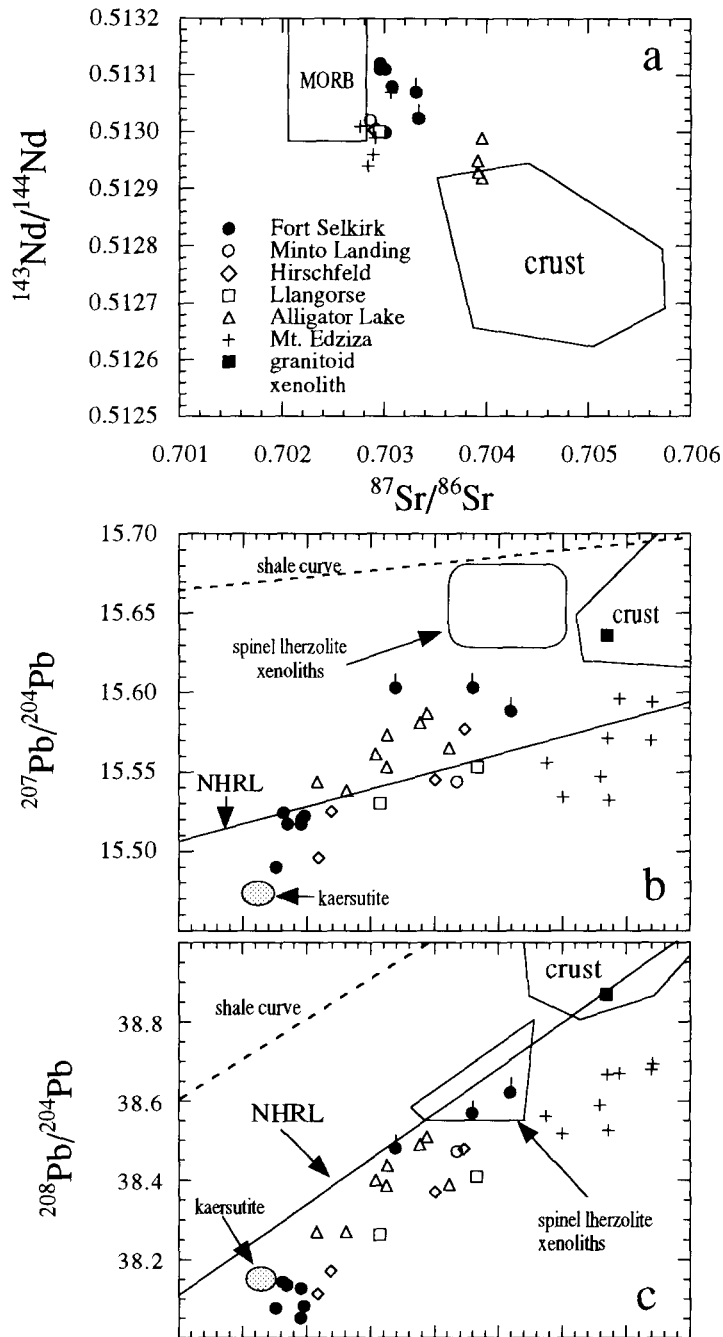 a
0.5132
0.5131
0.5130
0.5129
0.5128
0.5127
0.5126
0.5125
¹⁴³Nd/¹⁴⁴Nd
MORB
crust
Fort Selkirk
Minto Landing
Hirschfeld
Llangorse
Alligator Lake
Mt. Edziza
granitoid
xenolith
0.701 0.702 0.703 0.704 0.705 0.706
⁸⁷Sr/⁸⁶Sr
15.70
15.65
15.60
15.55
15.50
²⁰⁷Pb/²⁰⁴Pb
shale curve
spinel lherzolite
xenoliths
crust
NHRL
kaersutite
b
38.8
38.6
38.4
38.2
²⁰⁸Pb/²⁰⁴Pb
shale curve
crust
NHRL
kaersutite
spinel lherzolite
xenoliths
c